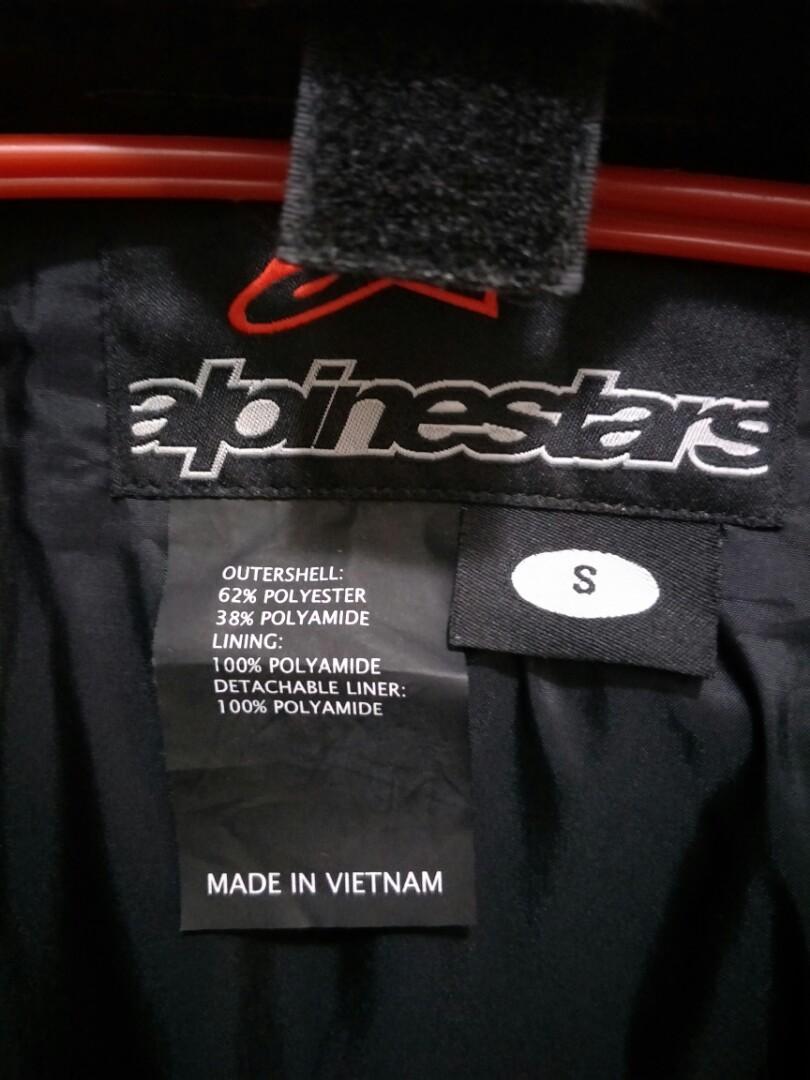 alpinestars
S
OUTERSHELL:
62% POLYESTER
38% POLYAMIDE
LINING:
100% POLYAMIDE
DETACHABLE LINER:
100% POLYAMIDE
MADE IN VIETNAM